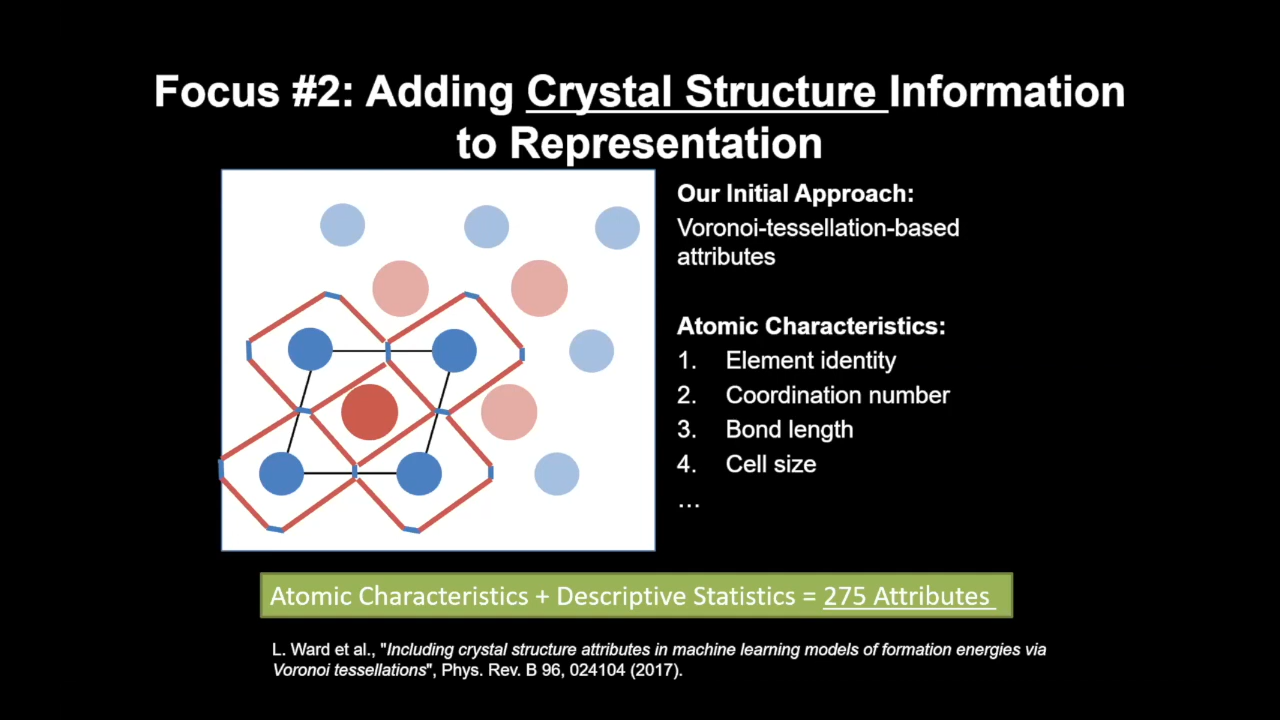 Focus #2: Adding Crystal Structure Information
to Representation
Our Initial Approach:
Voronoi-tessellation-based
attributes
Atomic Characteristics:
1. Element identity
2. Coordination number
3. Bond length
4. Cell size
…
Atomic Characteristics + Descriptive Statistics = 275 Attributes
L. Ward et al., "Including crystal structure attributes in machine learning models of formation energies via
Voronoi tessellations", Phys. Rev. B 96, 024104 (2017).